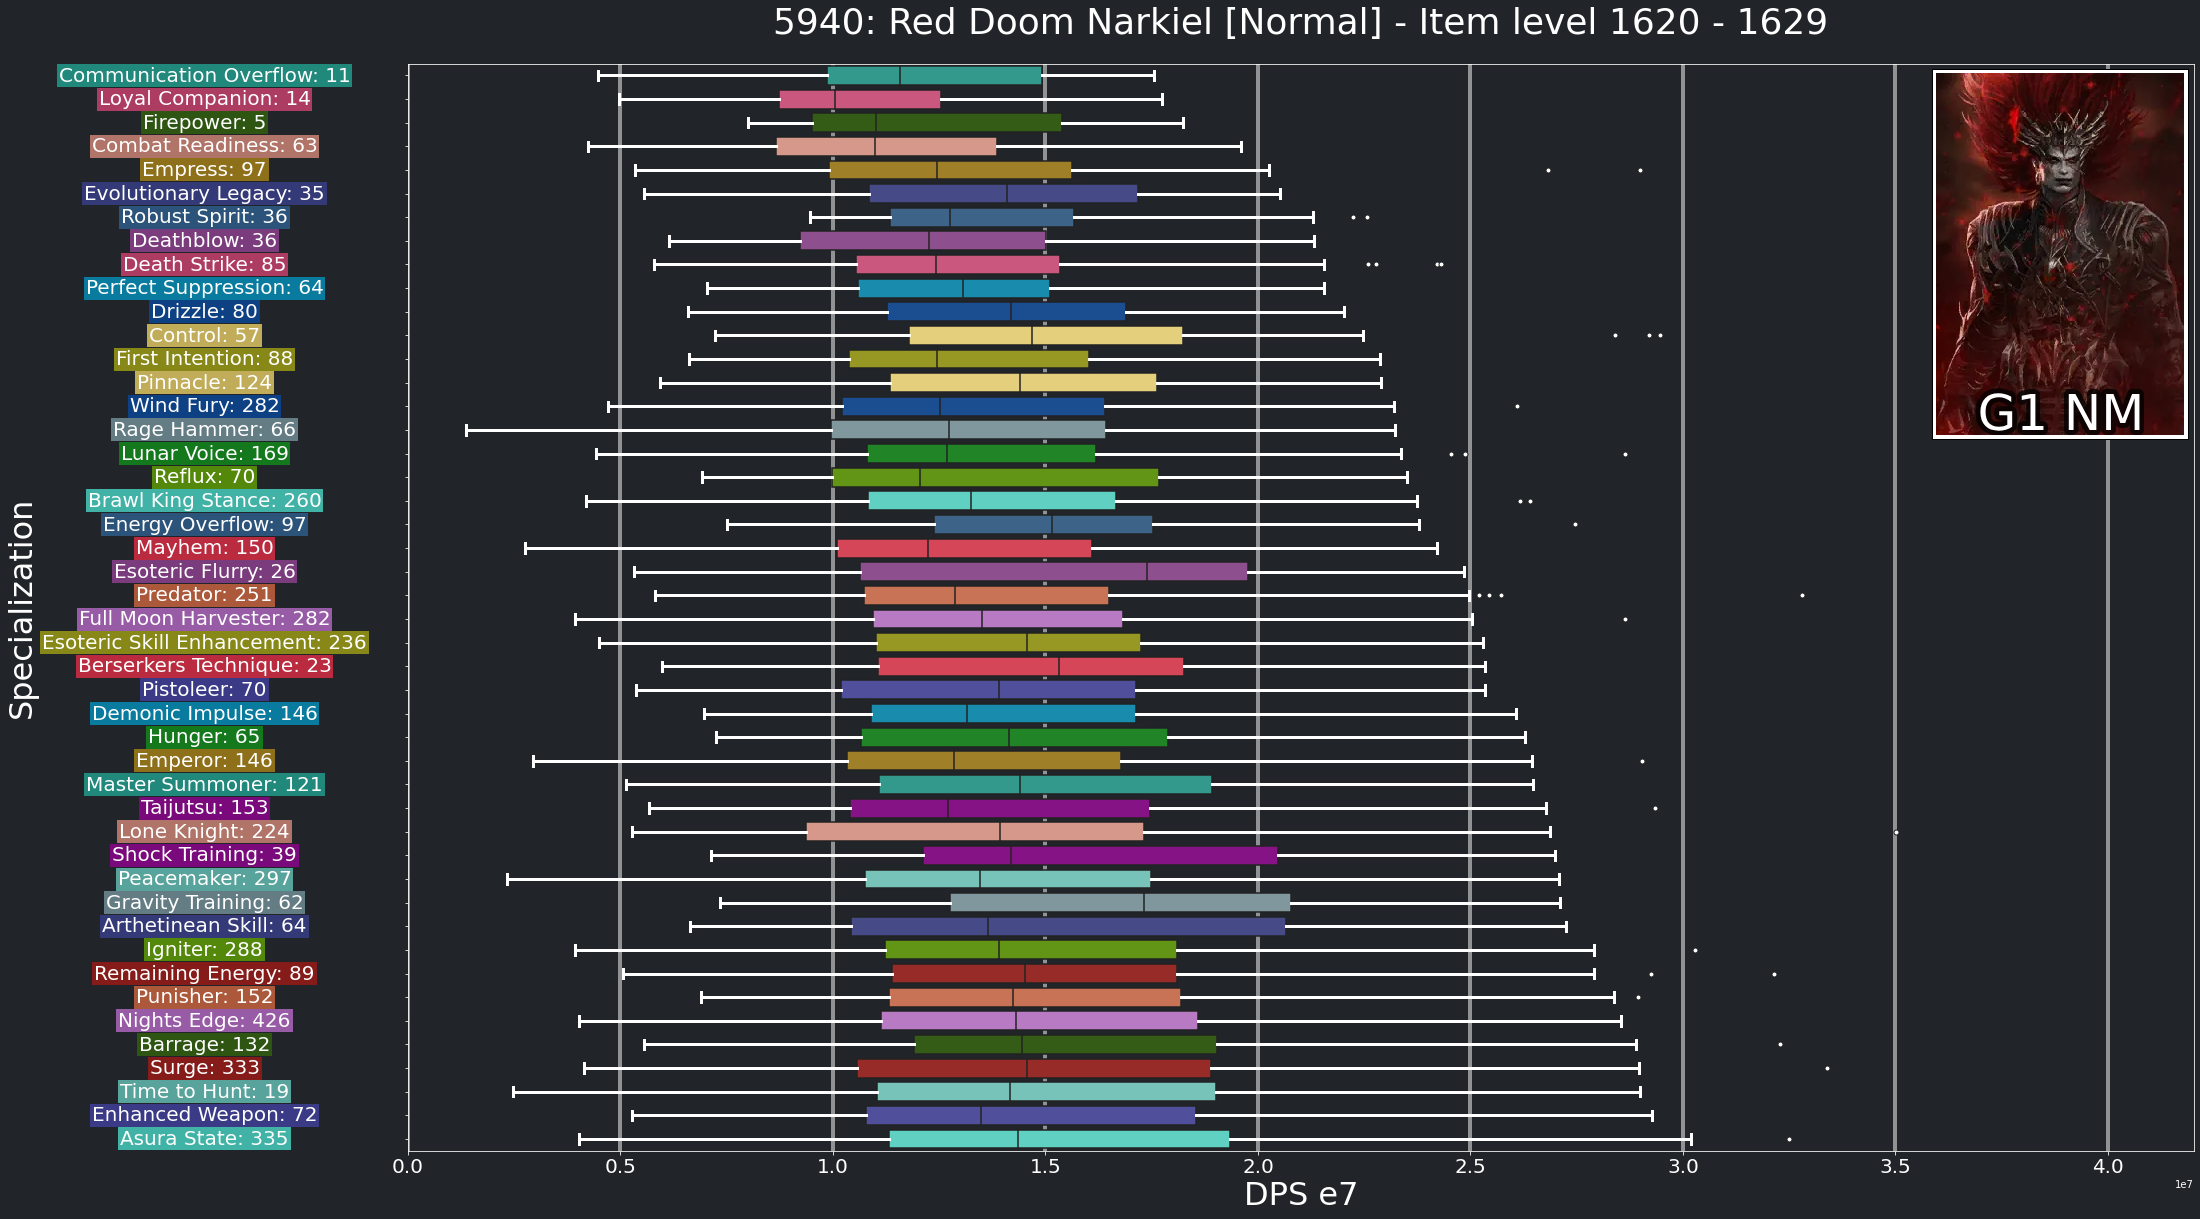 5940: Red Doom Narkiel [Normal] - Item level 1620 - 1629
Communication Overflow: 11
Loyal Companion: 14
Firepower: 5
Combat Readiness: 63
Empress: 97
Evolutionary Legacy: 35
Robust Spirit: 36
Deathblow: 36
Death Strike: 85
Perfect Suppression: 64
Drizzle: 80
Control: 57
First Intention: 88
Pinnacle: 124
Wind Fury: 282
Rage Hammer: 66
Lunar Voice: 169
Reflux: 70
Brawl King Stance: 260
Energy Overflow: 97
Mayhem: 150
Esoteric Flurry: 26
Predator: 251
Full Moon Harvester: 282
Esoteric Skill Enhancement: 236
Berserkers Technique: 23
Pistoleer: 70
Demonic Impulse: 146
Hunger: 65
Emperor: 146
Master Summoner: 121
Taijutsu: 153
Lone Knight: 224
Shock Training: 39
Peacemaker: 297
Gravity Training: 62
Arthetinean Skill: 64
Igniter: 288
Remaining Energy: 89
Punisher: 152
Nights Edge: 426
Barrage: 132
Surge: 333
Time to Hunt: 19
Enhanced Weapon: 72
Asura State: 335
Specialization
G1 NM
0.0 0.5 1.0 1.5 2.0 2.5 3.0 3.5 4.0
DPS e7
1e7